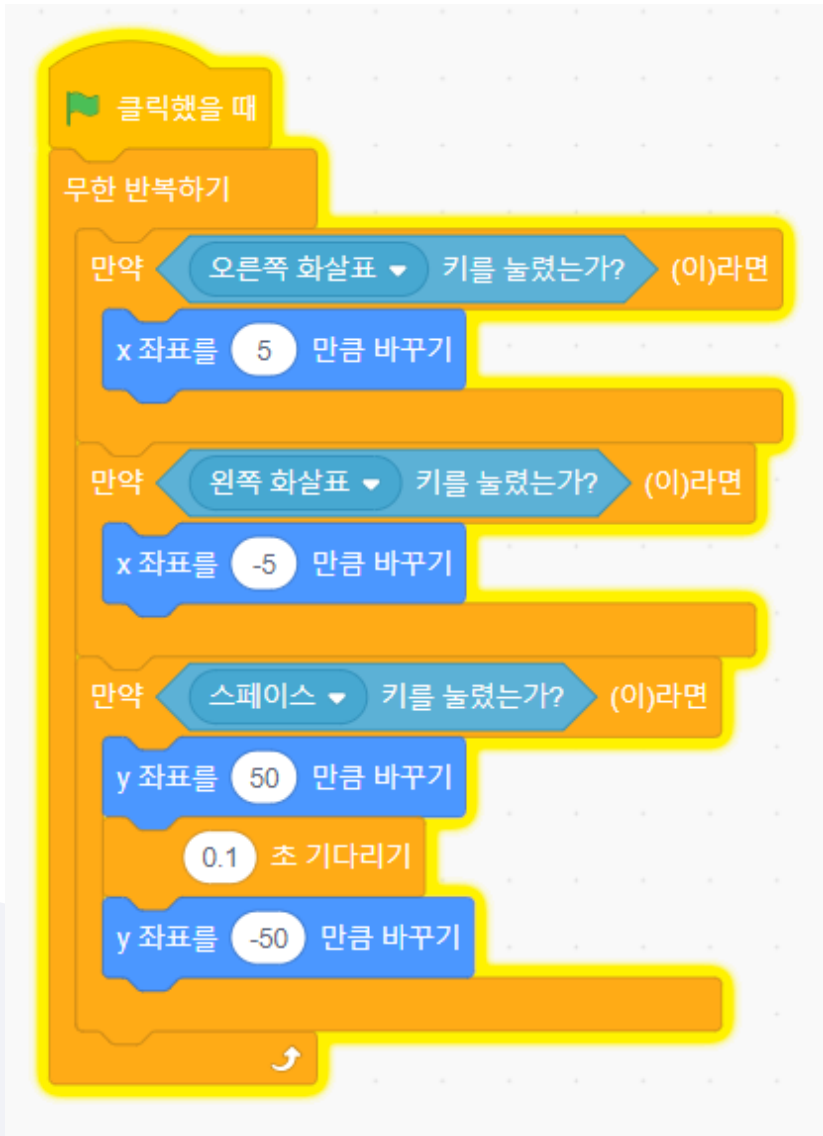 클릭했을 때
무한 반복하기
만약 오른쪽 화살표 키를 눌렸는가? (이)라면
x 좌표를 5 만큼 바꾸기
만약 왼쪽 화살표 키를 눌렸는가? (이)라면
x 좌표를 -5 만큼 바꾸기
만약 스페이스 키를 눌렸는가? (이)라면
y 좌표를 50 만큼 바꾸기
0.1 초 기다리기
y 좌표를 -50 만큼 바꾸기